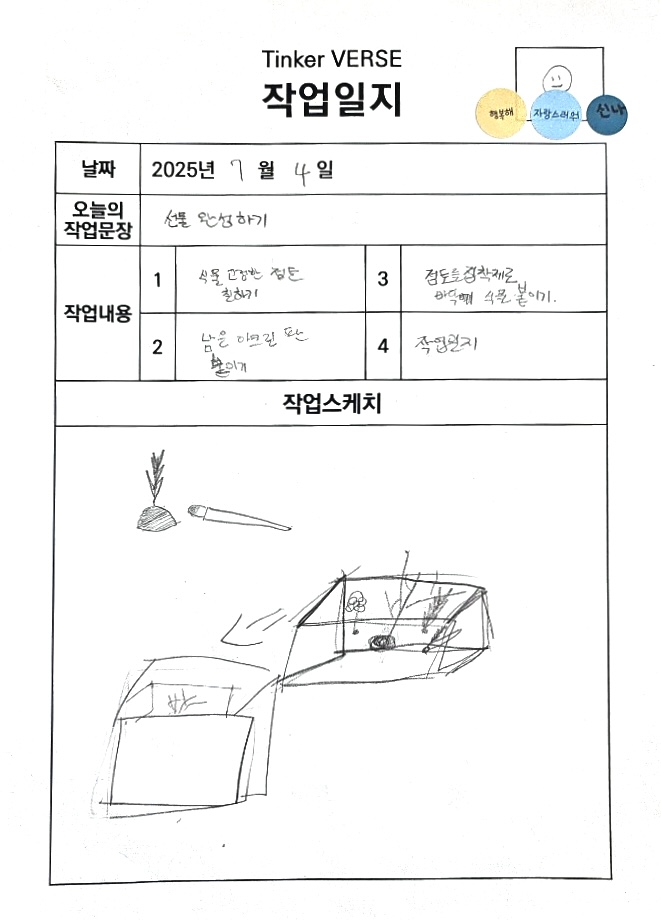 Tinker VERSE
작업일지
행복해
자랑스러워
신나
날짜
2025년 7월 4일
오늘의
작업문장
선물 완성하기
작업내용
1
식물 고정한 점토
칠하기
3
점토를 접착제로
바닥에 식물 붙이기.
2
남은 아크린 판
붙이기
4
작업일지
작업스케치